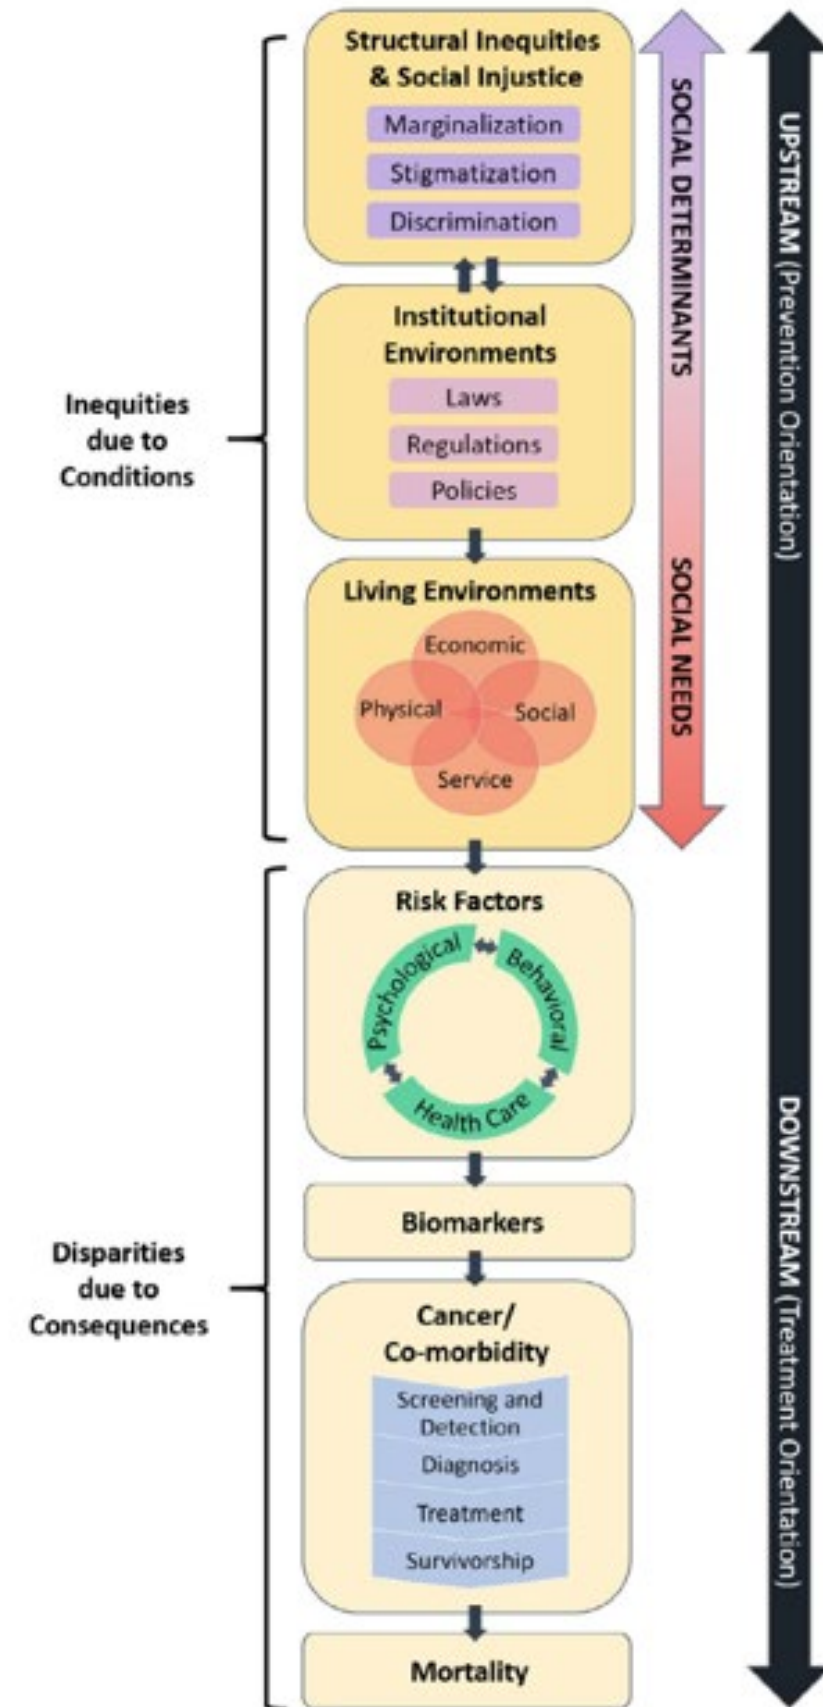 Structural Inequities
& Social Injustice
Marginalization
Stigmatization
Discrimination
Institutional
Environments
Laws
Regulations
Policies
Living Environments
Economic
Physical
Social
Service
Inequities
due to
Conditions
SOCIAL DETERMINANTS
SOCIAL NEEDS
UPSTREAM (Prevention Orientation)
Risk Factors
Psychological
Behavioral
Health Care
Biomarkers
Cancer/
Co-morbidity
Screening and
Detection
Diagnosis
Treatment
Survivorship
Mortality
Disparities
due to
Consequences
DOWNSTREAM (Treatment Orientation)